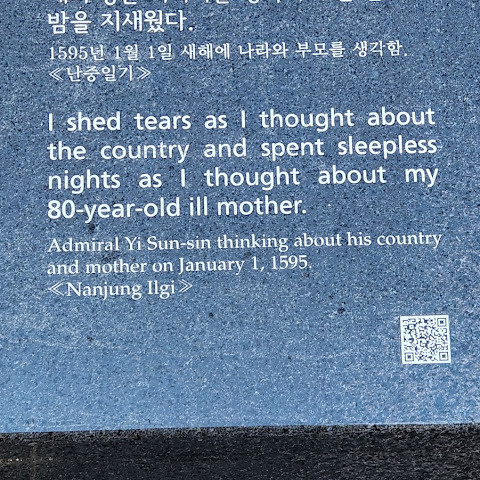 밤을 지새웠다.
1595년 1월 1일 새해에 나라와 부모를 생각함.
≪난중일기≫
I shed tears as I thought about
the country and spent sleepless
nights as I thought about my
80-year-old ill mother.
Admiral Yi Sun-sin thinking about his country
and mother on January 1, 1595.
≪Nanjung Ilgi≫